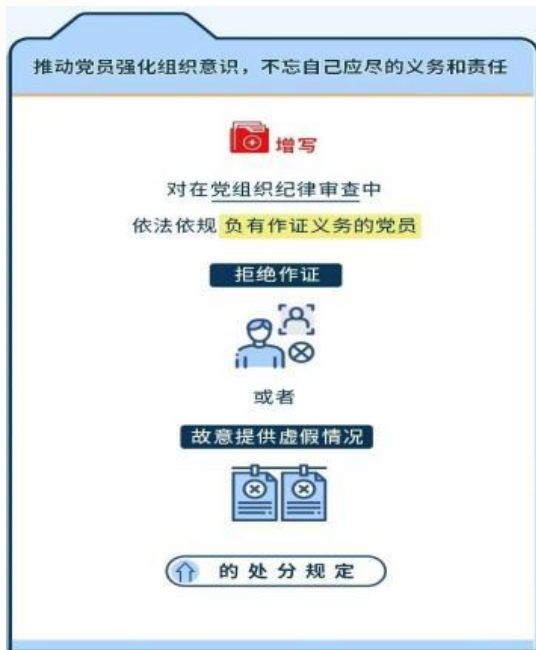 推动党员强化组织意识，不忘自己应尽的义务和责任
增写
对在党组织纪律审查中
依法依规负有作证义务的党员
拒绝作证
或者
故意提供虚假情况
的处分规定